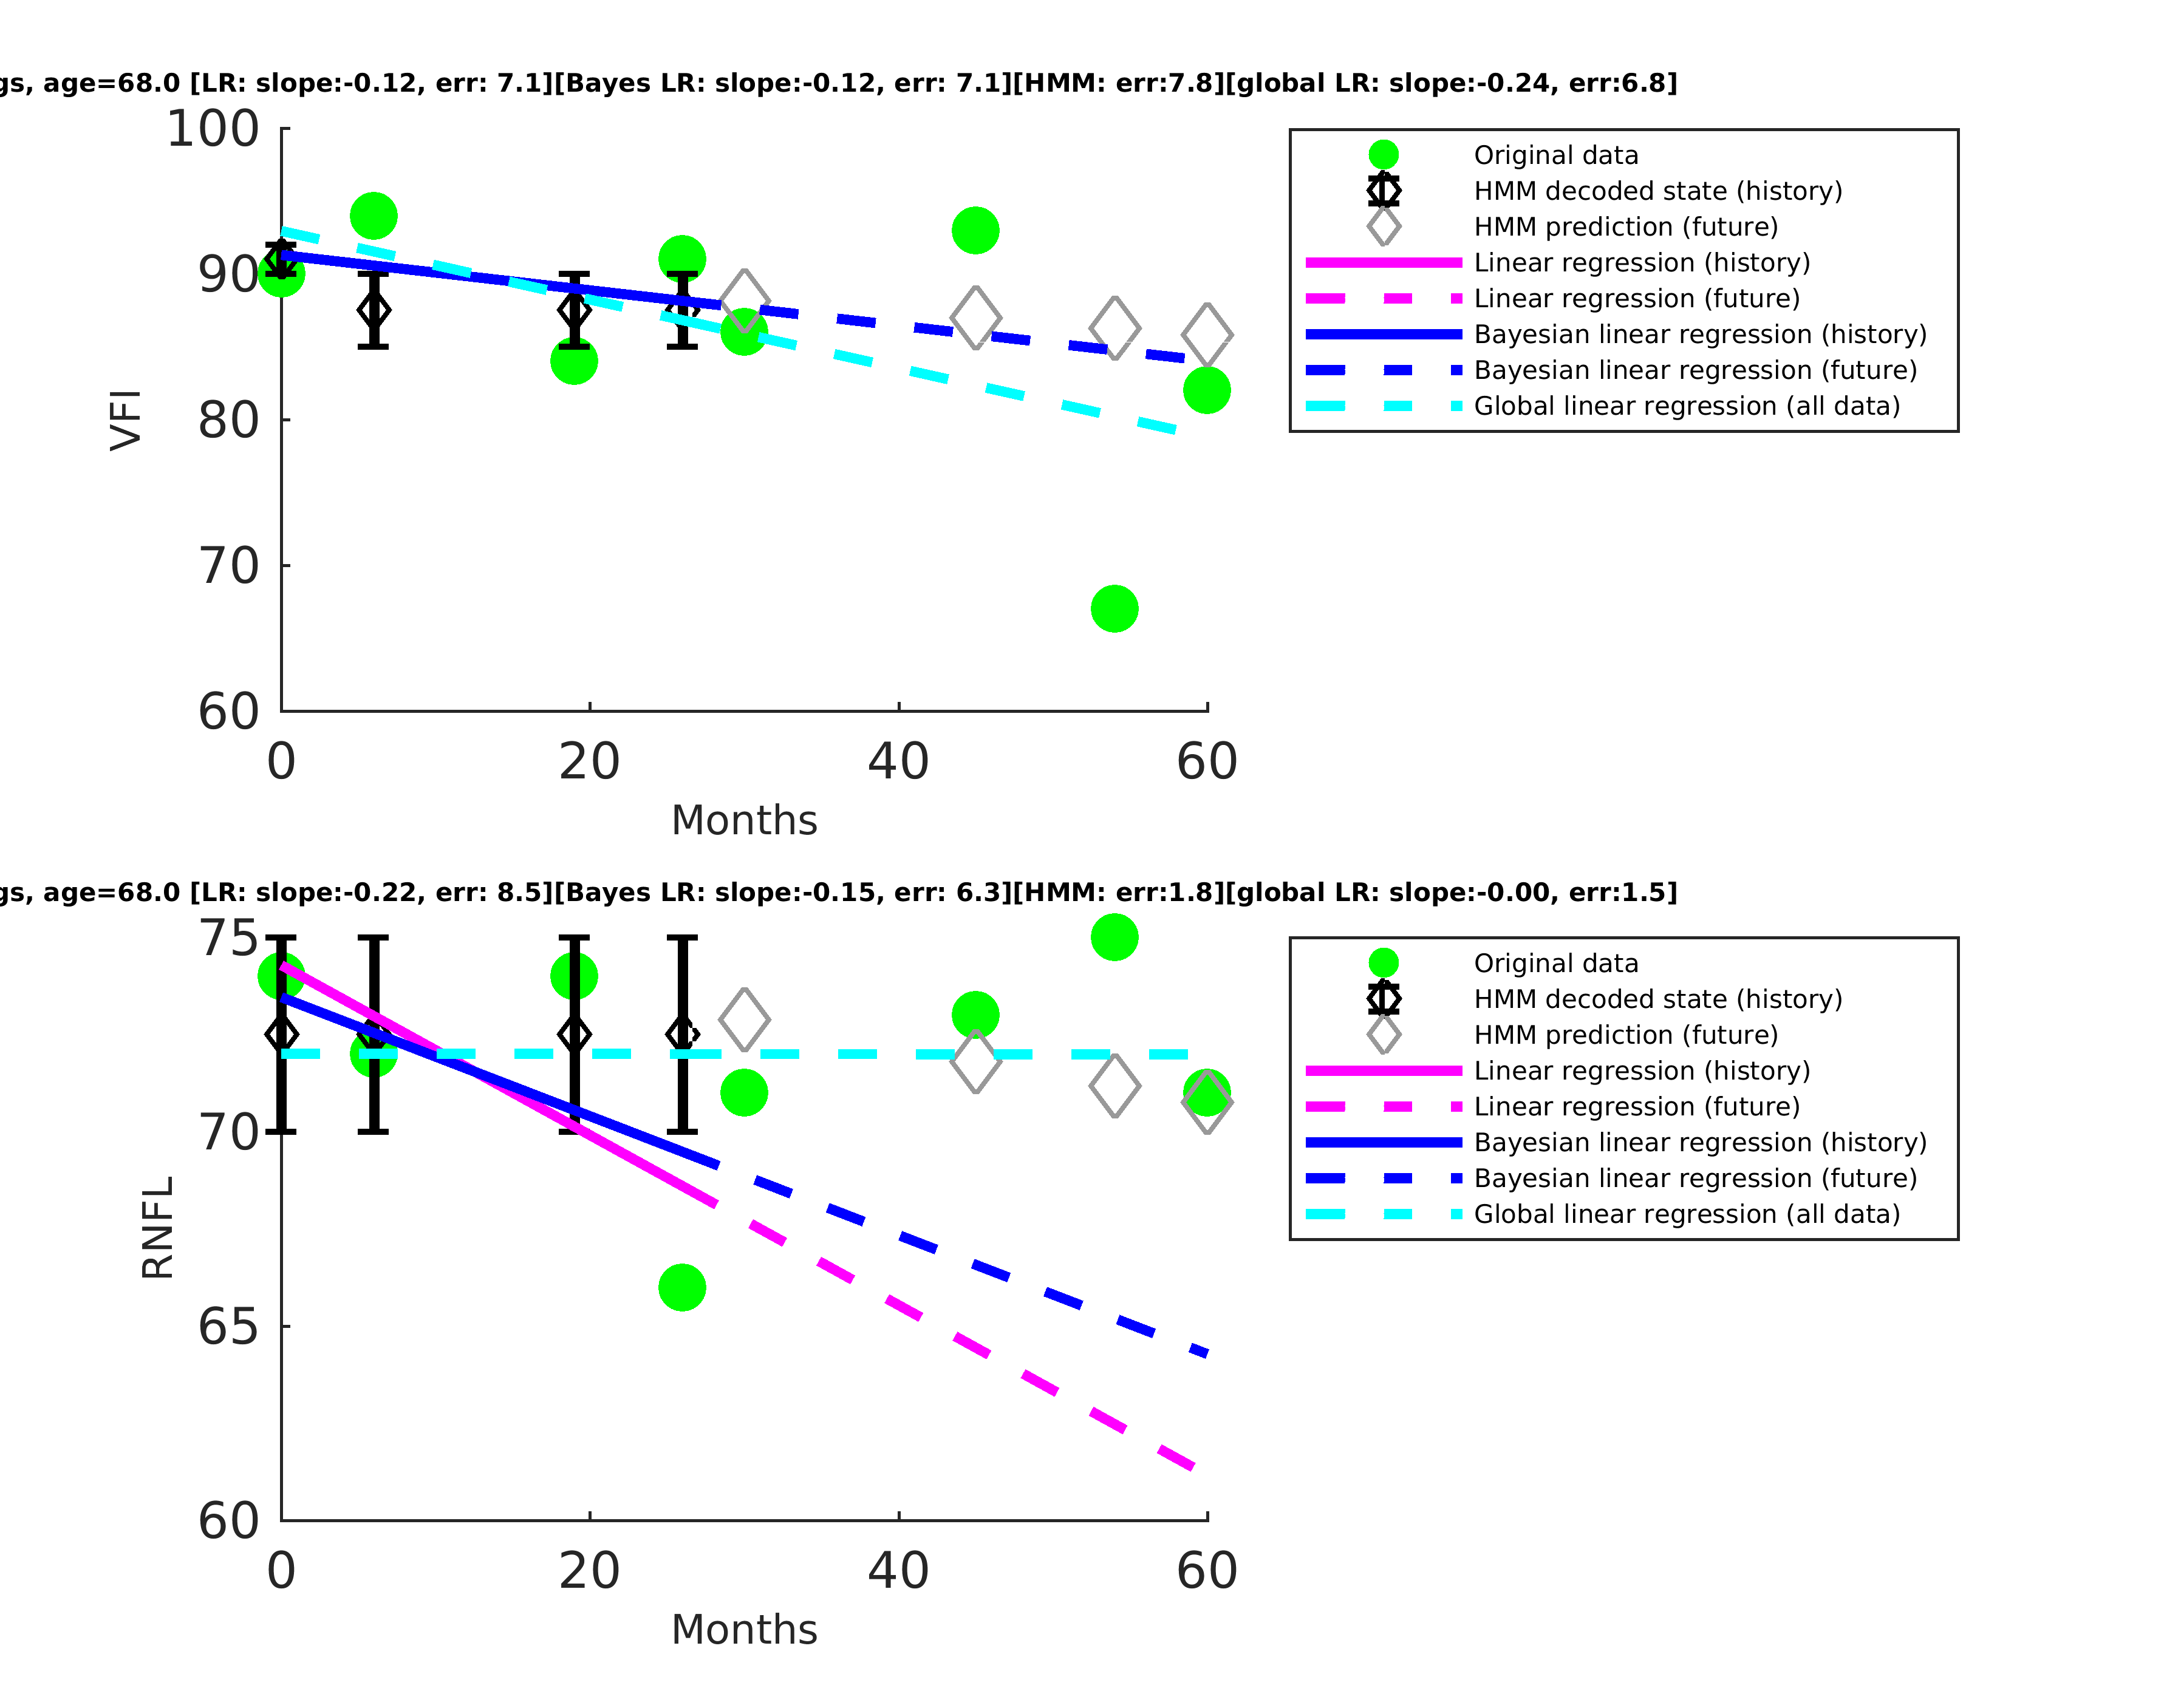 gs, age=68.0 [LR: slope:-0.12, err: 7.1][Bayes LR: slope:-0.12, err: 7.1][HMM: err:7.8][global LR: slope:-0.24, err:6.8]
100
90
80
70
60
VFI
0 20 40 60
Months
Original data
HMM decoded state (history)
HMM prediction (future)
Linear regression (history)
Linear regression (future)
Bayesian linear regression (history)
Bayesian linear regression (future)
Global linear regression (all data)
gs, age=68.0 [LR: slope:-0.22, err: 8.5][Bayes LR: slope:-0.15, err: 6.3][HMM: err:1.8][global LR: slope:-0.00, err:1.5]
75
70
65
60
RNFL
0 20 40 60
Months
Original data
HMM decoded state (history)
HMM prediction (future)
Linear regression (history)
Linear regression (future)
Bayesian linear regression (history)
Bayesian linear regression (future)
Global linear regression (all data)